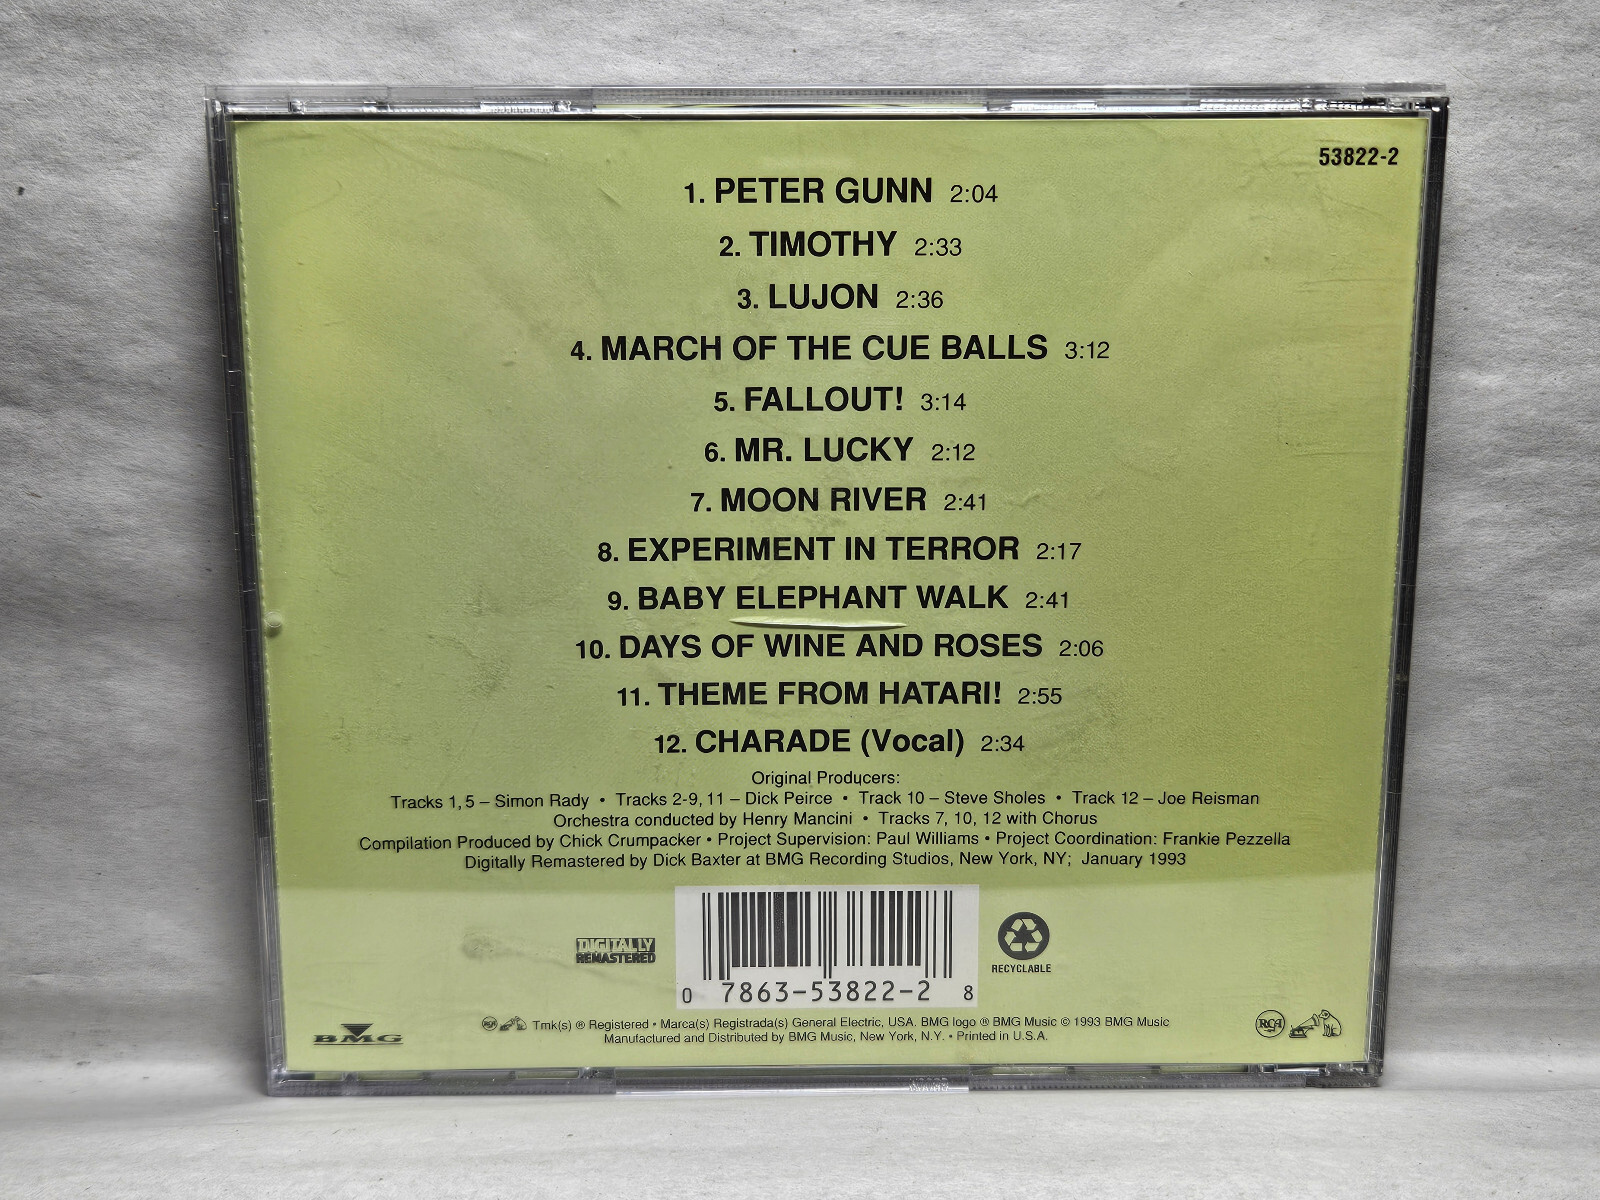 53822-2
1. PETER GUNN 2:04
2. TIMOTHY 2:33
3. LUJON 2:36
4. MARCH OF THE CUE BALLS 3:12
5. FALLOUT! 3:14
6. MR. LUCKY 2:12
7. MOON RIVER 2:41
8. EXPERIMENT IN TERROR 2:17
9. BABY ELEPHANT WALK 2:41
10. DAYS OF WINE AND ROSES 2:06
11. THEME FROM HATARI! 2:55
12. CHARADE (Vocal) 2:34
Original Producers:
Tracks 1, 5 – Simon Rady • Tracks 2-9, 11 – Dick Peirce • Track 10 – Steve Sholes • Track 12 – Joe Reisman
Orchestra conducted by Henry Mancini • Tracks 7, 10, 12 with Chorus
Compilation Produced by Chick Crumpacker • Project Supervision: Paul Williams • Project Coordination: Frankie Pezzella
Digitally Remastered by Dick Baxter at BMG Recording Studios, New York, NY; January 1993
DIGITALLY
REMASTERED
0 7863-53822-2 8
RECYCLABLE
BMG
RCA Tmk(s) ® Registered • Marca(s) Registrada(s) General Electric, USA. BMG logo ® BMG Music © 1993 BMG Music
Manufactured and Distributed by BMG Music, New York, N.Y. • Printed in U.S.A.
RCA